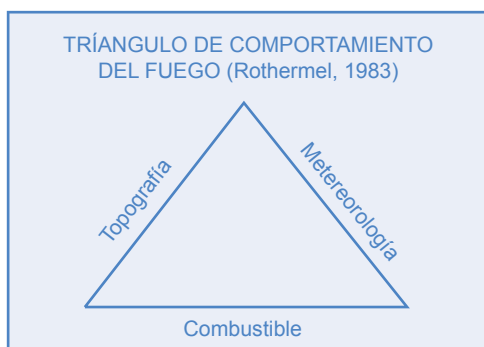 TRÍANGULO DE COMPORTAMIENTO
DEL FUEGO (Rothermel, 1983)
Topografía
Metereorología
Combustible